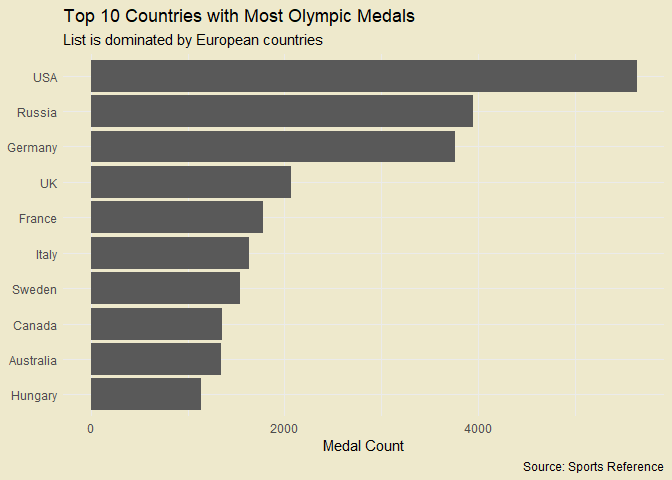 Top 10 Countries with Most Olympic Medals
List is dominated by European countries
USA
Russia
Germany
UK
France
Italy
Sweden
Canada
Australia
Hungary
0 2000 4000
Medal Count
Source: Sports Reference